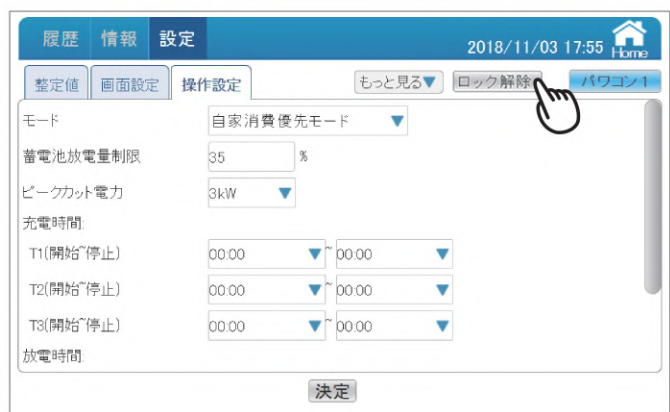 履歴 情報 設定 2018/11/03 17:55 Home
整定値 画面設定 操作設定 もっと見る▼ ロック解除 パワコン1
モード 自家消費優先モード ▼
蓄電池放電量制限 35 %
ピークカット電力 3kW ▼
充電時間:
T1(開始~停止) 00:00 ▼ ~ 00:00 ▼
T2(開始~停止) 00:00 ▼ ~ 00:00 ▼
T3(開始~停止) 00:00 ▼ ~ 00:00 ▼
放電時間:
決定